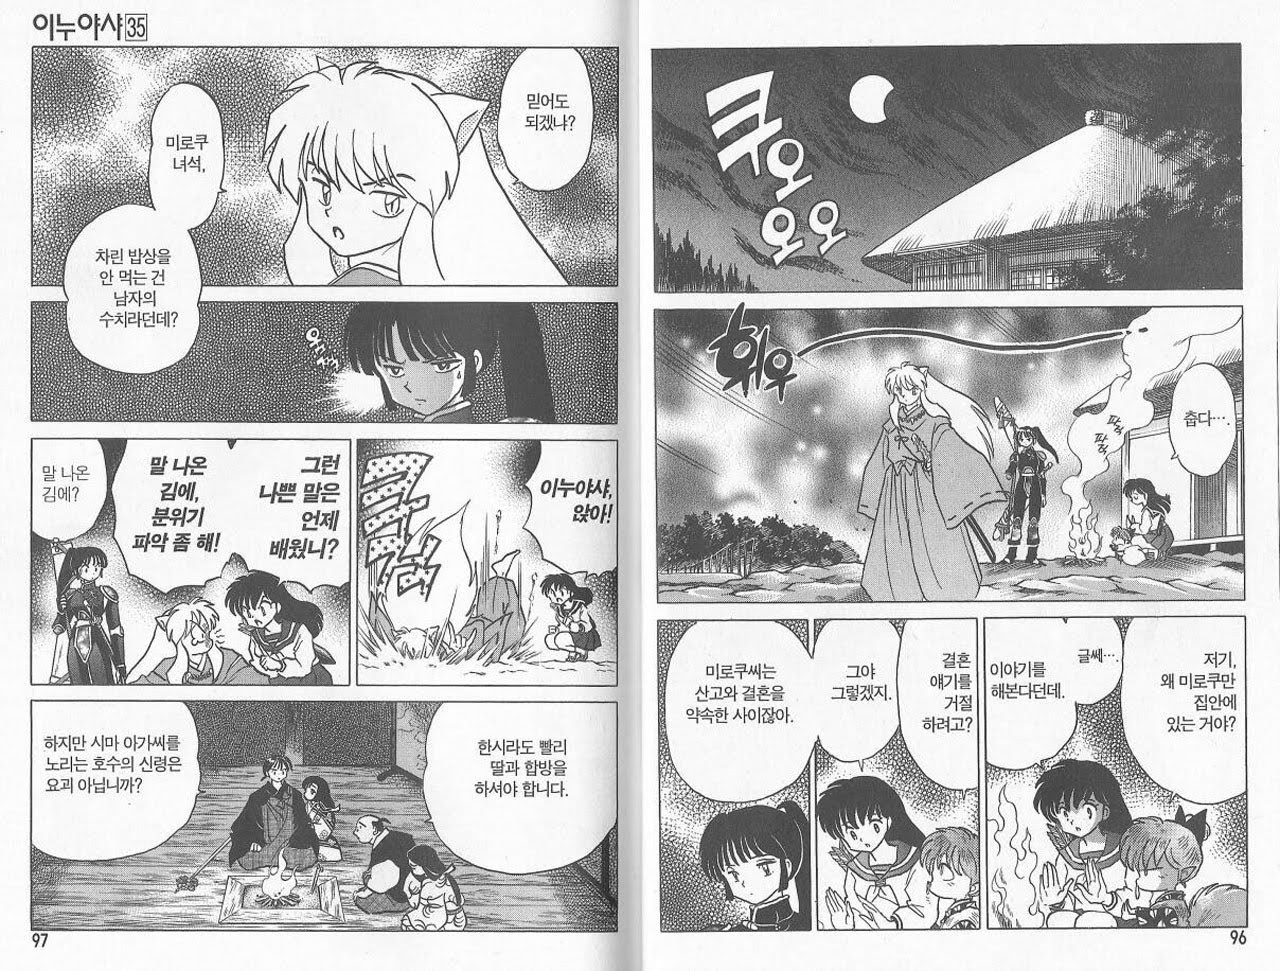 이누야샤 35
쿠오
오오
휘우
춥다….
파직
파직
저기,
왜 미로쿠만
집안에
있는 거야?
글쎄….
이야기를
해본다던데.
결혼
얘기를
거절
하려고?
그야
그렇겠지.
미로쿠씨는
산고와 결혼을
약속한 사이잖아.
96
믿어도
되겠냐?
미로쿠
녀석,
차린 밥상을
안 먹는 건
남자의
수치라던데?
이누야샤,
앉아!
그런
나쁜 말은
언제
배웠니?
말 나온
김에,
분위기
파악 좀 해!
말 나온
김에?
한시라도 빨리
딸과 합방을
하셔야 합니다.
하지만 시마 아가씨를
노리는 호수의 신령은
요괴 아닙니까?
97